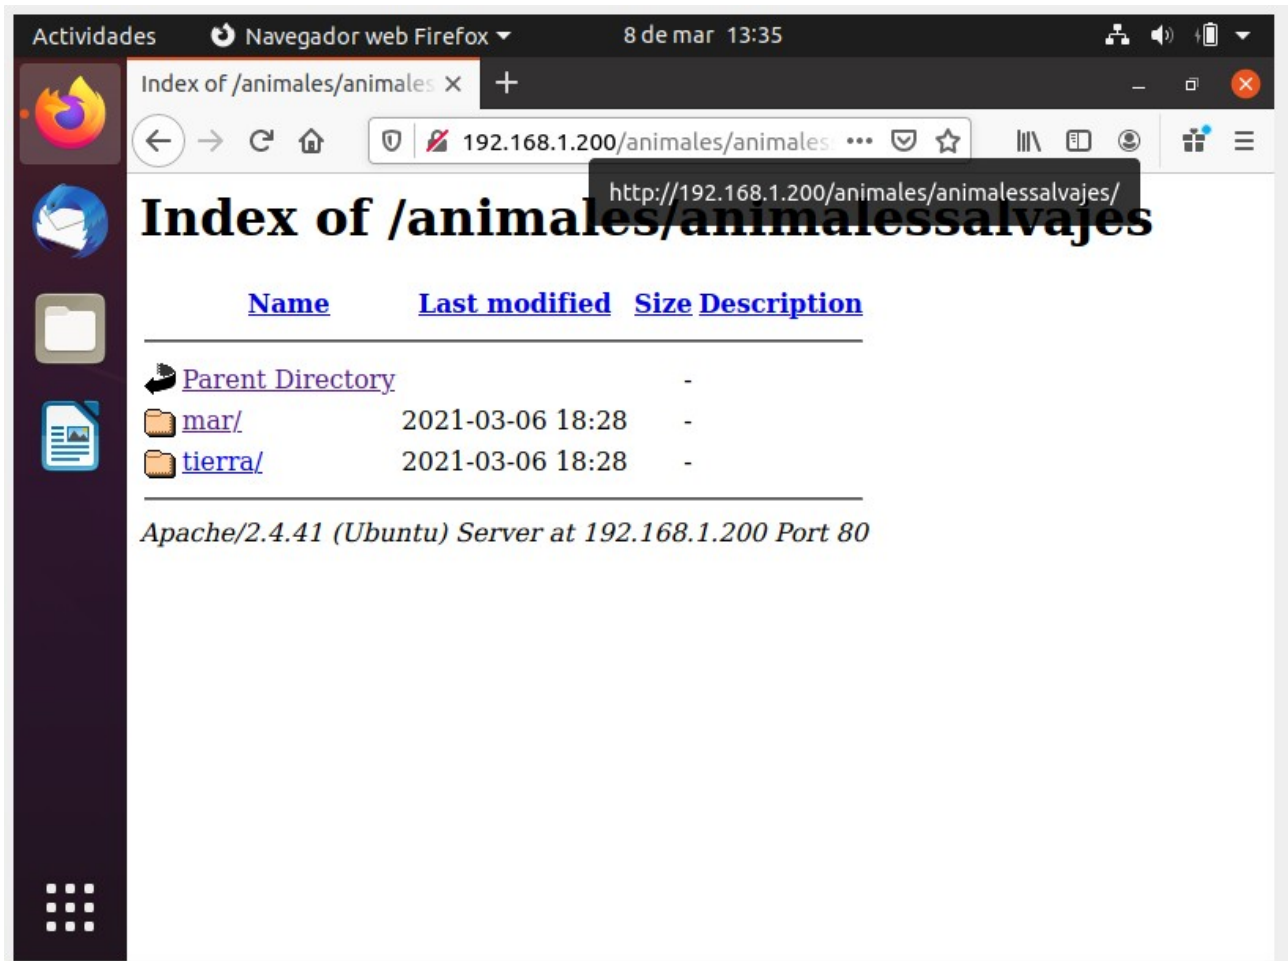 Actividades Navegador web Firefox 8 de mar 13:35
Index of /animales/animales
192.168.1.200/animales/animales
http://192.168.1.200/animales/animalessalvajes/
Index of /animales/animalessalvajes
Name Last modified Size Description
Parent Directory -
mar/ 2021-03-06 18:28 -
tierra/ 2021-03-06 18:28 -
Apache/2.4.41 (Ubuntu) Server at 192.168.1.200 Port 80